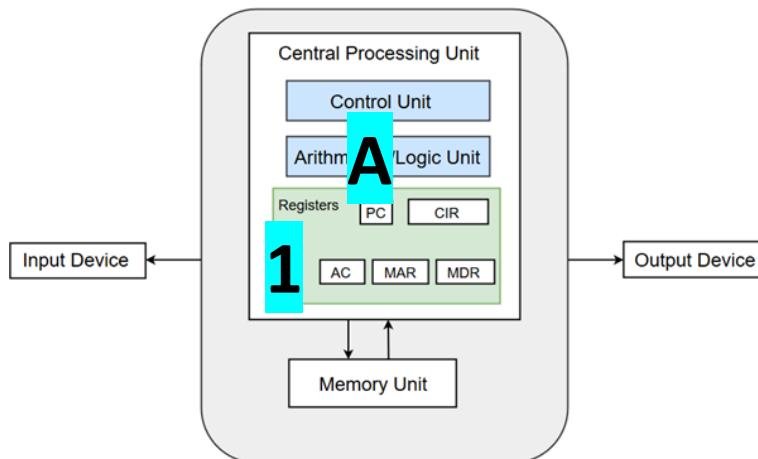 Central Processing Unit
Control Unit
A
Arithm /Logic Unit
Registers
PC
CIR
1
Input Device
Output Device
AC
MAR
MDR
Memory Unit